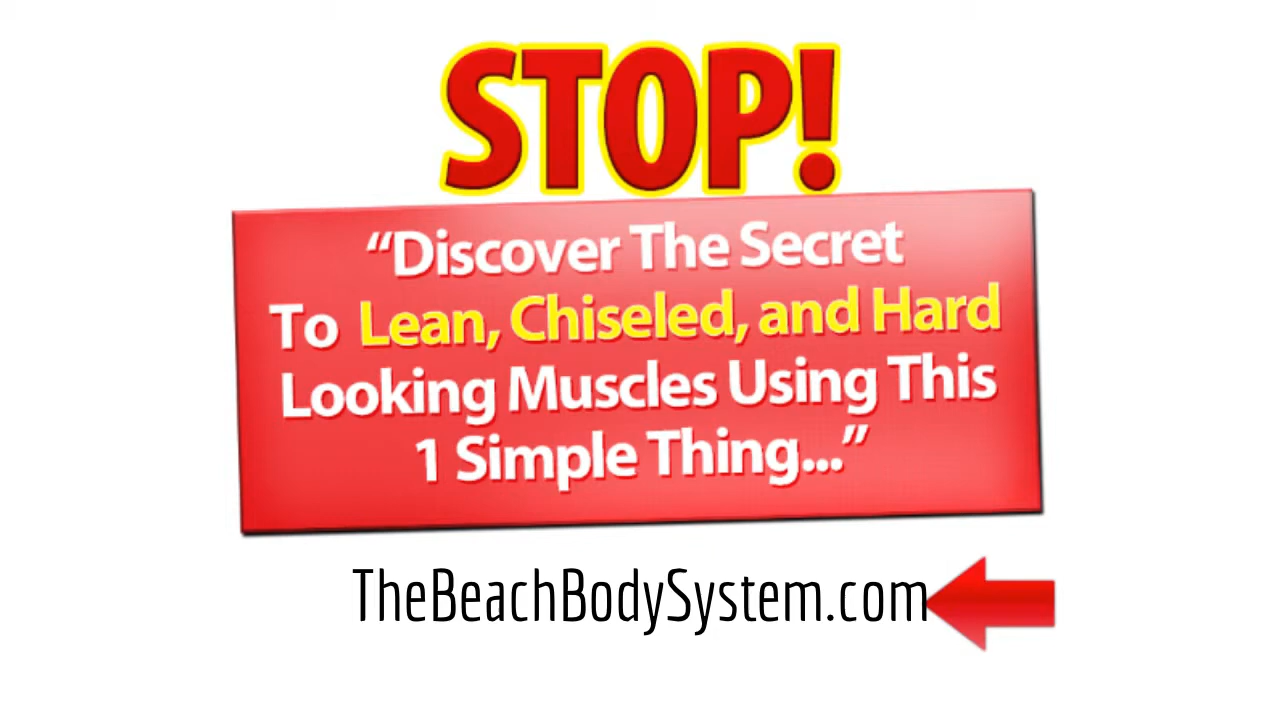 STOP!
“Discover The Secret
To Lean, Chiseled, and Hard
Looking Muscles Using This
1 Simple Thing...”
TheBeachBodySystem.com